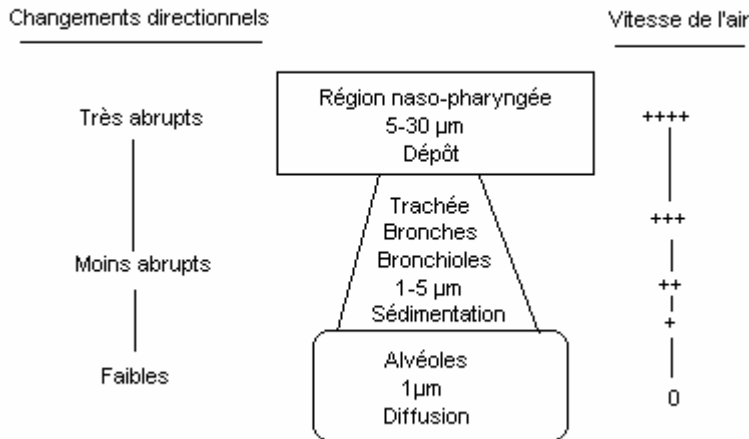 Changements directionnels
Vitesse de l'air
Région naso-pharyngée
5-30 µm
Dépôt
Très abrupts
++++
Trachée
Bronches
Bronchioles
1-5 µm
Sédimentation
Moins abrupts
+++
++
+
Alvéoles
1µm
Diffusion
Faibles
0